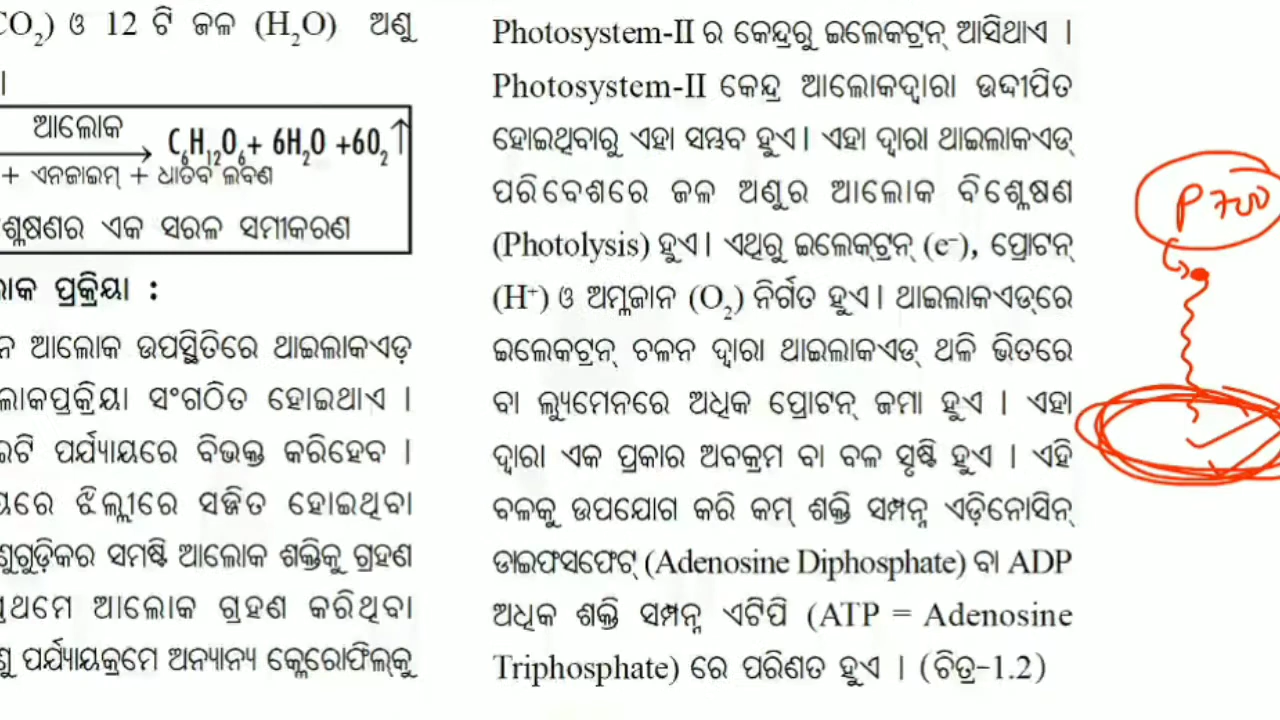 CO₂) ଓ 12 ଟି ଜଳ (H₂O) ଅଣୁ
।
ଆଲୋକ
C₆H₁₂O₆+ 6H₂O +6O₂↑
+ ଏନଜାଇମ୍ + ଧାତବ ଲବଣ
ଶ୍ଳେଷଣର ଏକ ସରଳ ସମୀକରଣ
ଲୋକ ପ୍ରକ୍ରିୟା :
ନ ଆଲୋକ ଉପସ୍ଥିତିରେ ଥାଇଲାକଏଡ଼
ଲୋକପ୍ରକ୍ରିୟା ସଂଗଠିତ ହୋଇଥାଏ ।
ଇଟି ପର୍ଯ୍ୟାୟରେ ବିଭକ୍ତ କରିହେବ ।
ୟରେ ଝିଲ୍ଲୀରେ ସଜ୍ଜିତ ହୋଇଥିବା
ଣୁଗୁଡ଼ିକର ସମଷ୍ଟି ଆଲୋକ ଶକ୍ତିକୁ ଗ୍ରହଣ
ପ୍ରଥମେ ଆଲୋକ ଗ୍ରହଣ କରିଥିବା
ଣୁ ପର୍ଯ୍ୟାୟକ୍ରମେ ଅନ୍ୟାନ୍ୟ କ୍ଲୋରୋଫିଲ୍‌କୁ
Photosystem-II ର କେନ୍ଦ୍ରରୁ ଇଲେକଟ୍ରନ୍ ଆସିଥାଏ ।
Photosystem-II କେନ୍ଦ୍ର ଆଲୋକଦ୍ୱାରା ଉଦ୍ଦୀପିତ
ହୋଇଥିବାରୁ ଏହା ସମ୍ଭବ ହୁଏ। ଏହା ଦ୍ୱାରା ଥାଇଲାକଏଡ୍
ପରିବେଶରେ ଜଳ ଅଣୁର ଆଲୋକ ବିଶ୍ଳେଷଣ
(Photolysis) ହୁଏ। ଏଥିରୁ ଇଲେକ୍ଟ୍ରନ୍ (e⁻), ପ୍ରୋଟନ୍
(H⁺) ଓ ଅମ୍ଳଜାନ (O₂) ନିର୍ଗତ ହୁଏ। ଥାଇଲାକଏଡ୍‌ରେ
ଇଲେକଟ୍ରନ୍ ଚଳନ ଦ୍ୱାରା ଥାଇଲାକଏଡ୍ ଥଳି ଭିତରେ
ବା ଲ୍ୟୁମେନରେ ଅଧିକ ପ୍ରୋଟନ୍ ଜମା ହୁଏ । ଏହା
ଦ୍ୱାରା ଏକ ପ୍ରକାର ଅବକ୍ରମ ବା ବଳ ସୃଷ୍ଟି ହୁଏ । ଏହି
ବଳକୁ ଉପଯୋଗ କରି କମ୍ ଶକ୍ତି ସମ୍ପନ୍ନ ଏଡ଼ିନୋସିନ୍
ଡାଇଫସଫେଟ୍ (Adenosine Diphosphate) ବା ADP
ଅଧିକ ଶକ୍ତି ସମ୍ପନ୍ନ ଏଟିପି (ATP = Adenosine
Triphosphate) ରେ ପରିଣତ ହୁଏ । (ଚିତ୍ର-1.2)
P 700